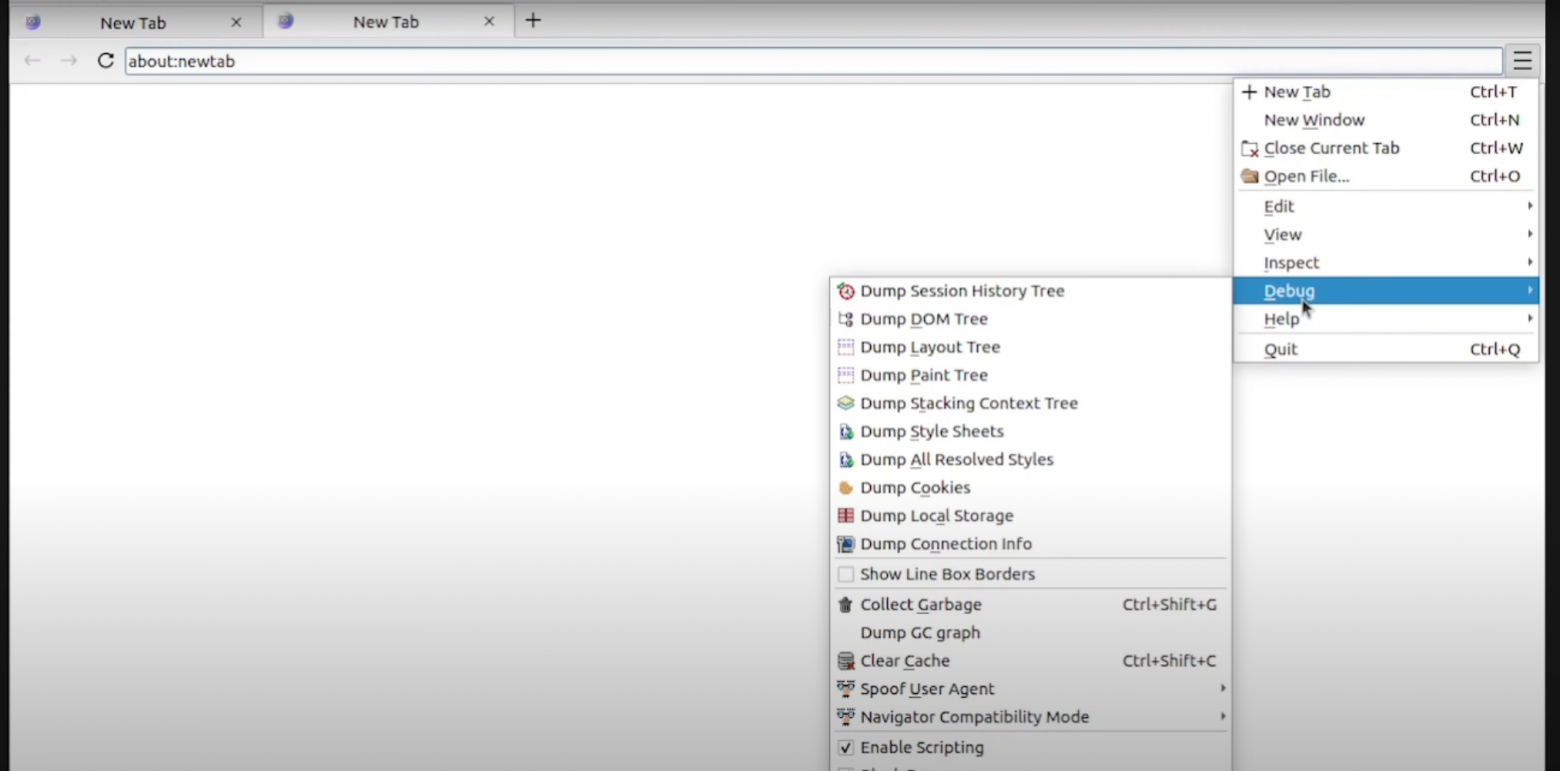 New Tab
New Tab
about:newtab
New Tab Ctrl+T
New Window Ctrl+N
Close Current Tab Ctrl+W
Open File... Ctrl+O
Edit
View
Inspect
Debug
Help
Quit Ctrl+Q
Dump Session History Tree
Dump DOM Tree
Dump Layout Tree
Dump Paint Tree
Dump Stacking Context Tree
Dump Style Sheets
Dump All Resolved Styles
Dump Cookies
Dump Local Storage
Dump Connection Info
Show Line Box Borders
Collect Garbage Ctrl+Shift+G
Dump GC graph
Clear Cache Ctrl+Shift+C
Spoof User Agent
Navigator Compatibility Mode
Enable Scripting